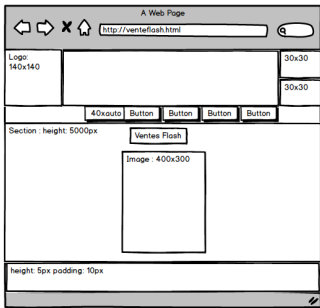 A Web Page
http://venteflash.html
Logo:
140x140
30x30
30x30
40xauto Button Button Button Button
Section : height: 5000px
Ventes Flash
Image : 400x300
height: 5px padding: 10px